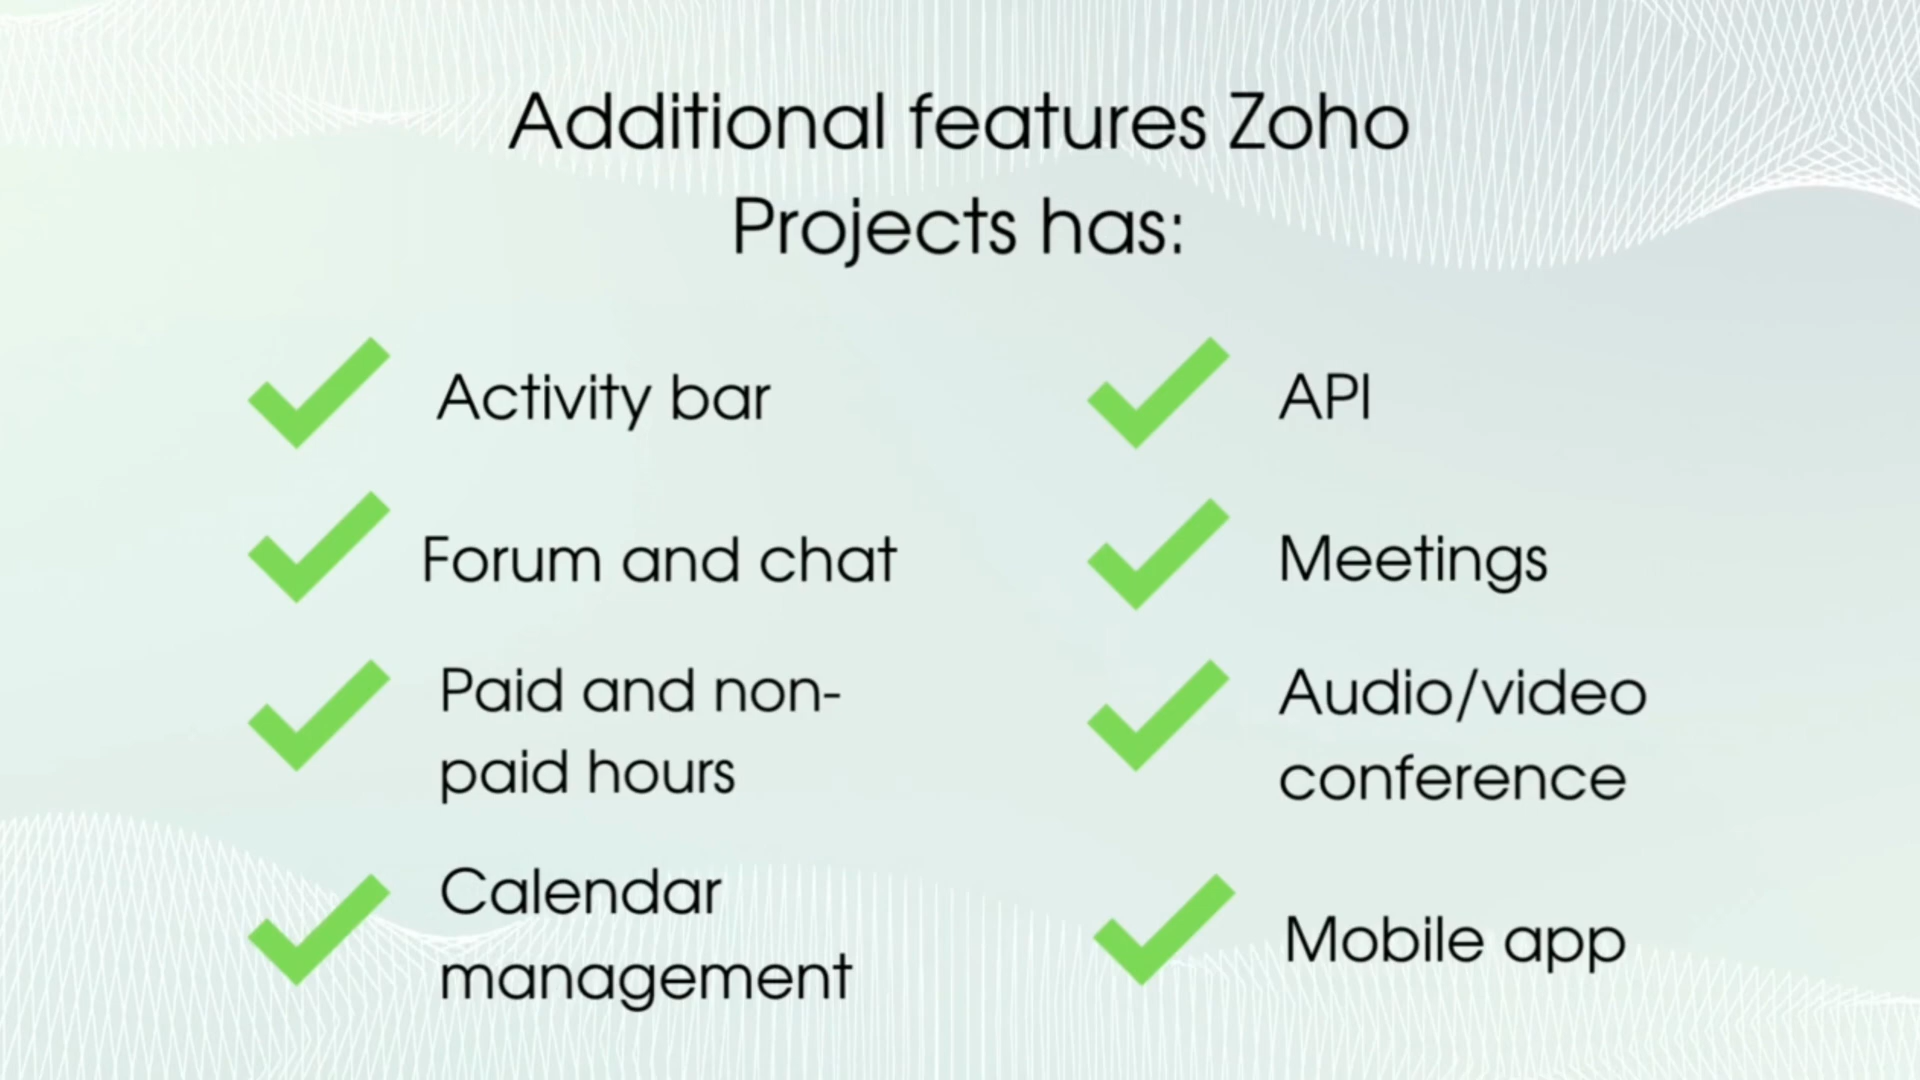 Additional features Zoho
Projects has:
Activity bar
Forum and chat
Paid and non-
paid hours
Calendar
management
API
Meetings
Audio/video
conference
Mobile app